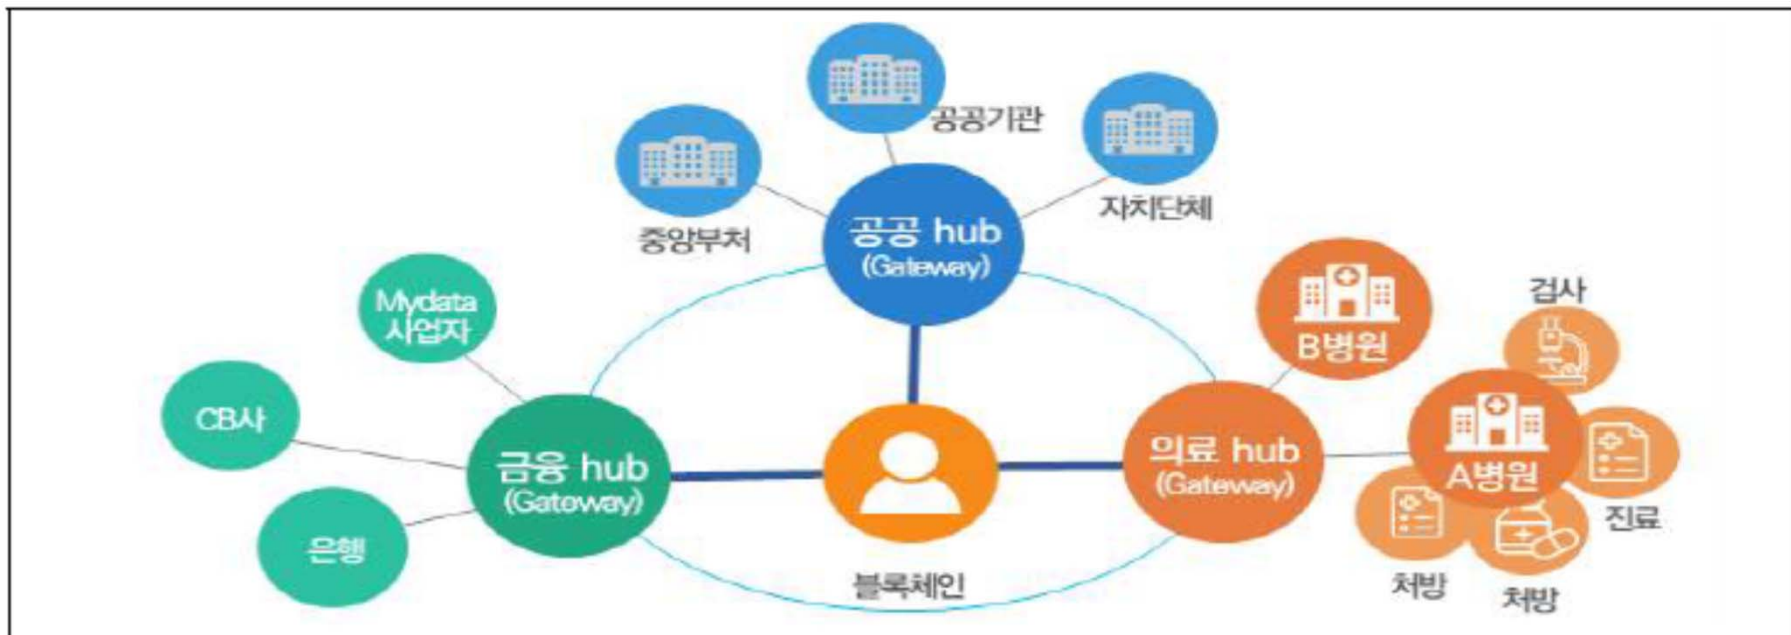 공공기관
중앙부처
자치단체
공공 hub
(Gateway)
Mydata
사업자
CB사
은행
금융 hub
(Gateway)
블록체인
의료 hub
(Gateway)
B병원
검사
A병원
진료
처방
처방